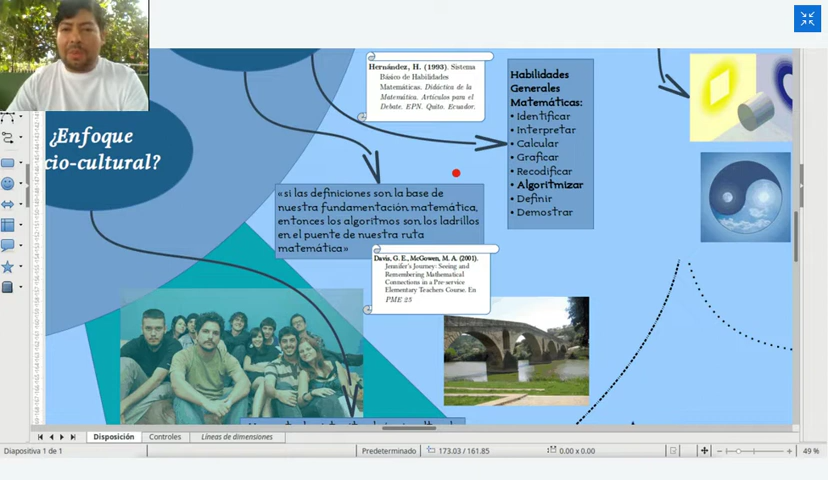 ¿Enfoque
cio-cultural?
Hernández, H. (1993). Sistema
Básico de Habilidades
Matemáticas. Didáctica de la
Matemática. Artículos para el
Debate. EPN. Quito. Ecuador.
Habilidades
Generales
Matemáticas:
• Identificar
• Interpretar
• Calcular
• Graficar
• Recodificar
• Algoritmizar
• Definir
• Demostrar
«si las definiciones son la base de
nuestra fundamentación matemática,
entonces los algoritmos son los ladrillos
en el puente de nuestra ruta
matemática»
Davis, G. E., McGowen, M. A. (2001).
Jennifer's Journey: Seeing and
Remembering Mathematical
Connections in a Pre-service
Elementary Teachers Course. En
PME 25
Disposición
Controles
Líneas de dimensiones
Diapositiva 1 de 1
Predeterminado
173.03 / 161.85
0.00 x 0.00
49 %